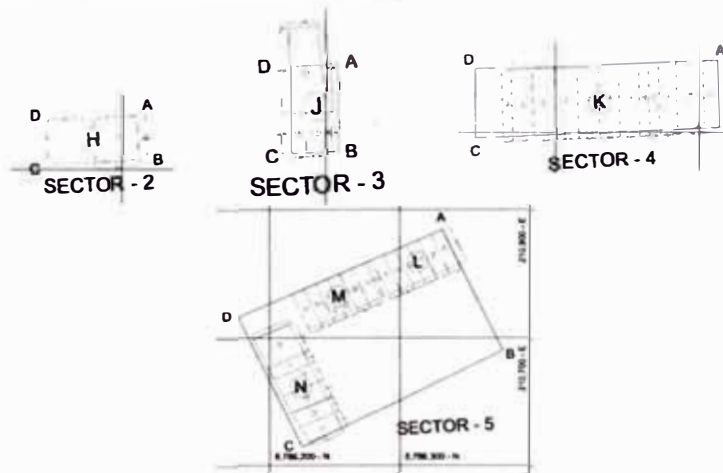 D A
H
C B
SECTOR - 2
D A
J
C B
SECTOR - 3
D A
K
C
SECTOR - 4
A
L
M
D
B
N
C
SECTOR - 5